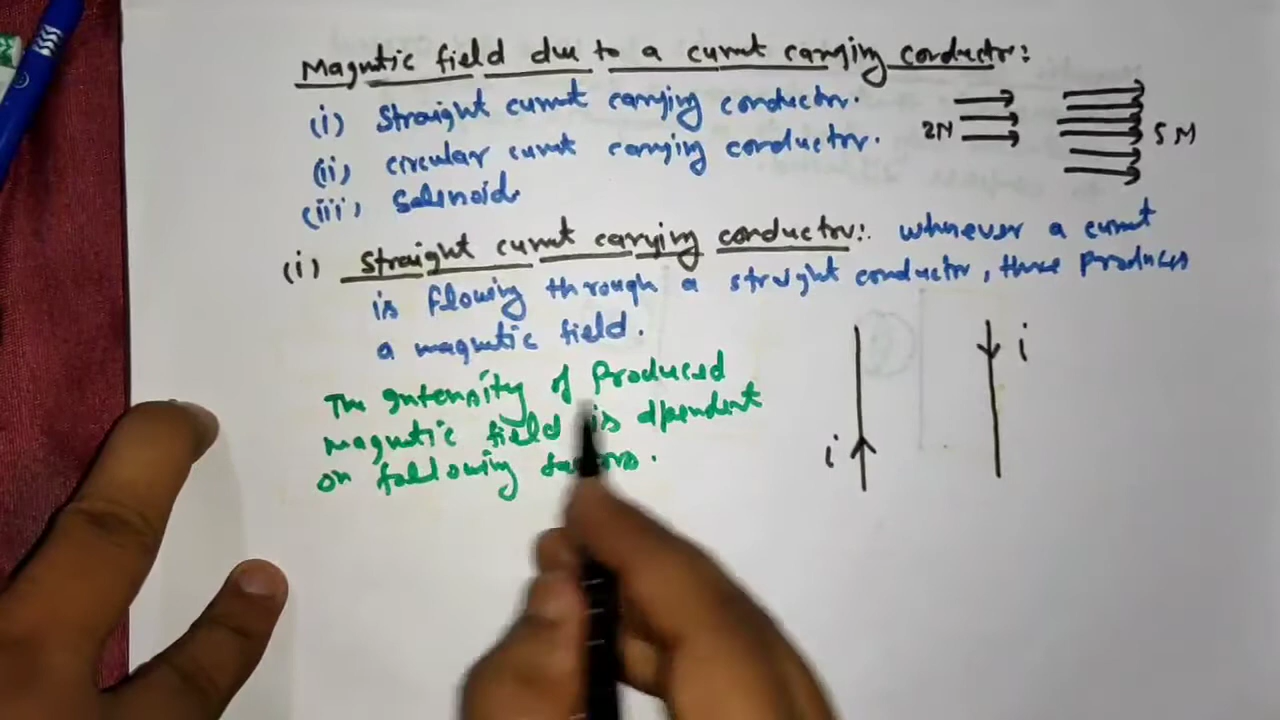 Magnetic field due to a current carrying conductor:
(i) Straight current carrying conductor.
(ii) circular current carrying conductor.
(iii) Solenoid
2N
5 M
(i) Straight current carrying conductor: whenever a current
is flowing through a straight conductor, there produces
a magnetic field.
The Intensity of Produced
magnetic field is dependent
on following factors.
i
i